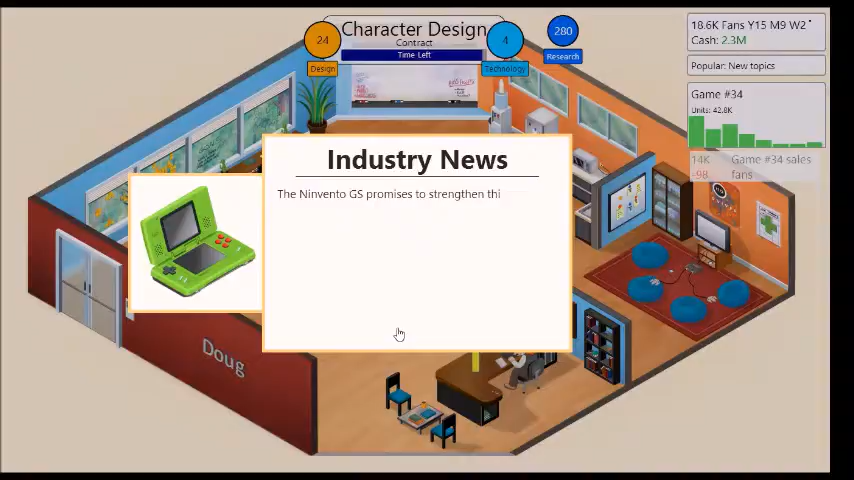 Character Design
Contract
Time Left
24
Design
4
Technology
280
Research
18.6K Fans Y15 M9 W2
Cash: 2.3M
Popular: New topics
Game #34
Units: 42.8K
14K
-98
Game #34 sales
fans
Industry News
The Ninvento GS promises to strengthen thi
Doug